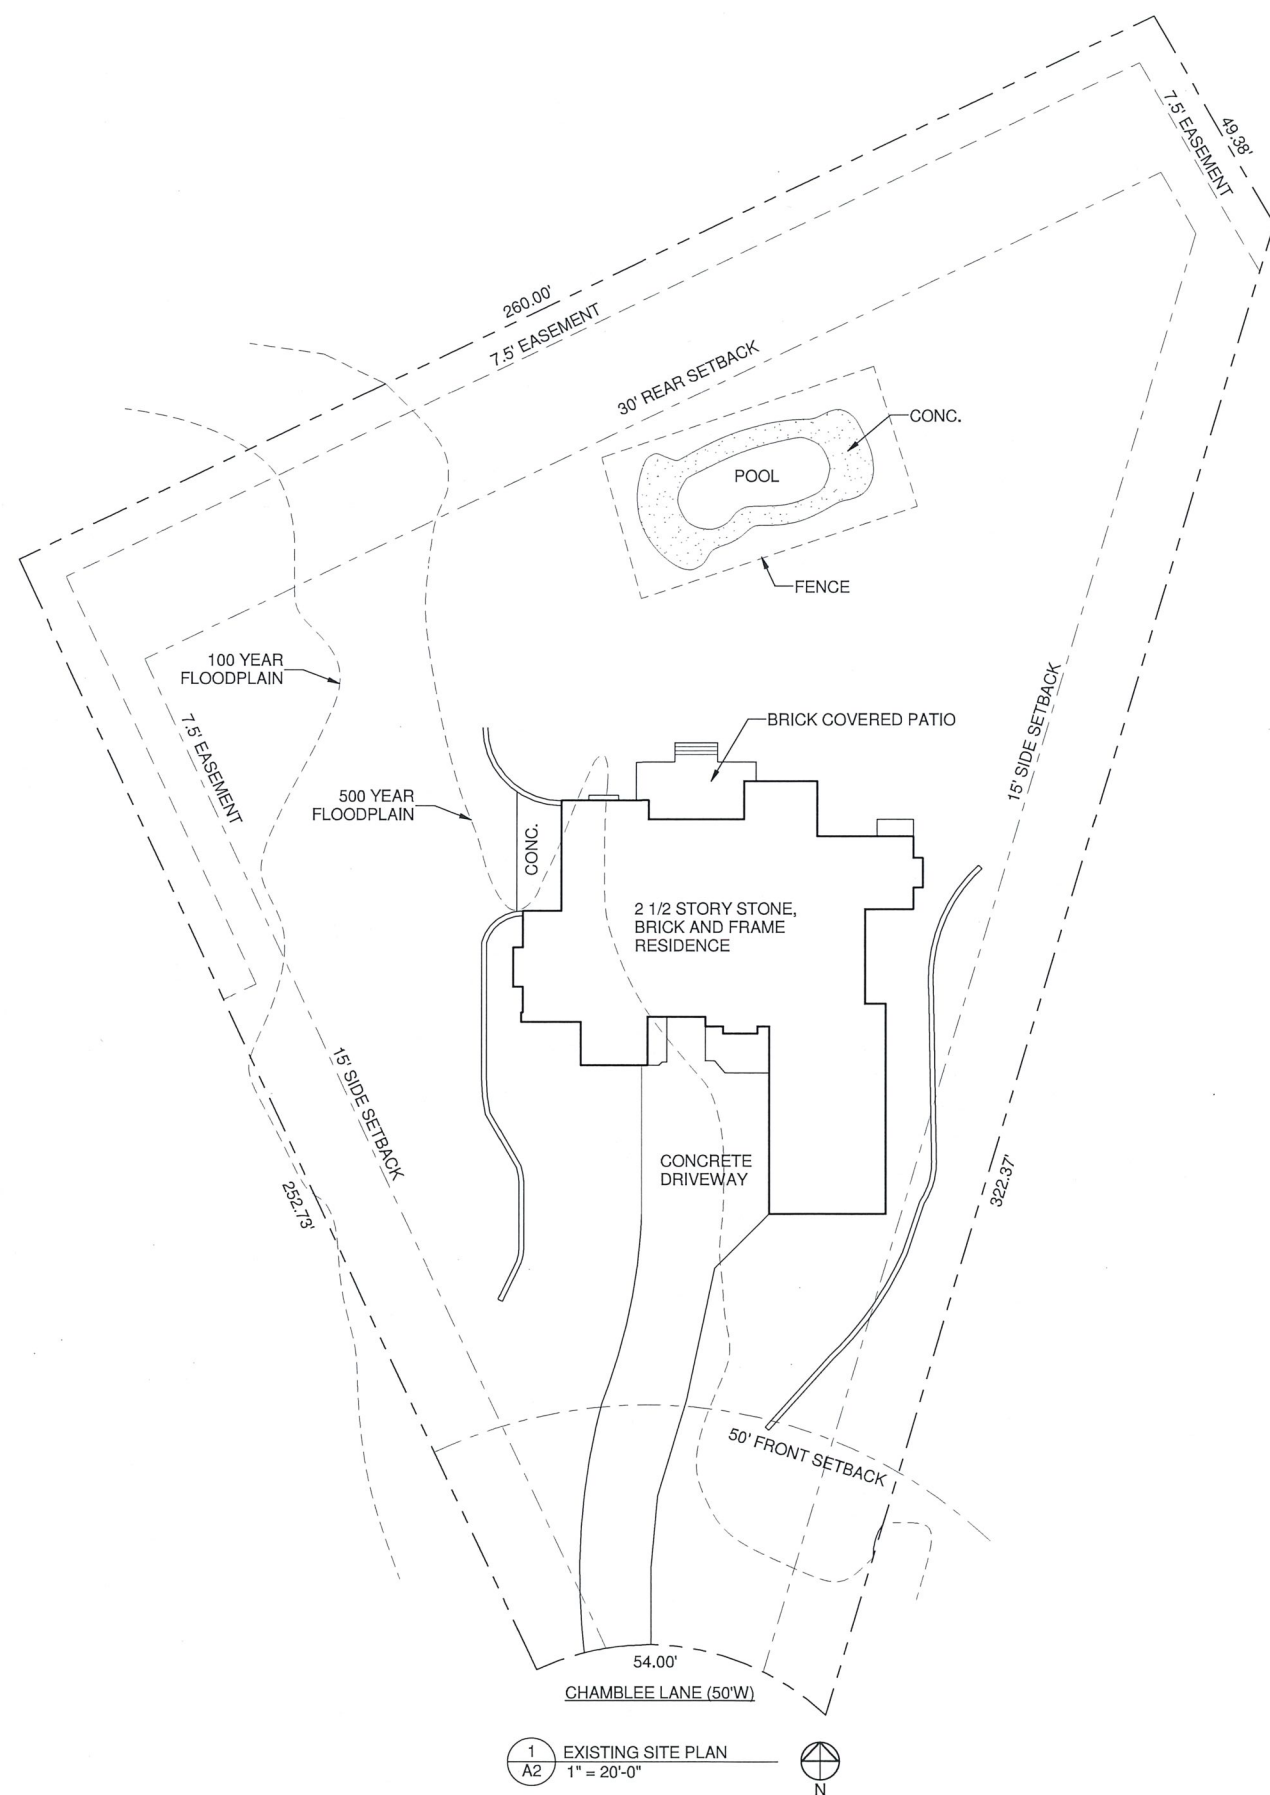 49.38'
7.5' EASEMENT
260.00'
7.5' EASEMENT
30' REAR SETBACK
CONC.
POOL
FENCE
100 YEAR
FLOODPLAIN
7.5' EASEMENT
BRICK COVERED PATIO
15' SIDE SETBACK
500 YEAR
FLOODPLAIN
CONC.
2 1/2 STORY STONE,
BRICK AND FRAME
RESIDENCE
15' SIDE SETBACK
CONCRETE
DRIVEWAY
252.73'
322.37'
50' FRONT SETBACK
54.00'
CHAMBLEE LANE (50'W)
1
A2
EXISTING SITE PLAN
1" = 20'-0"
N